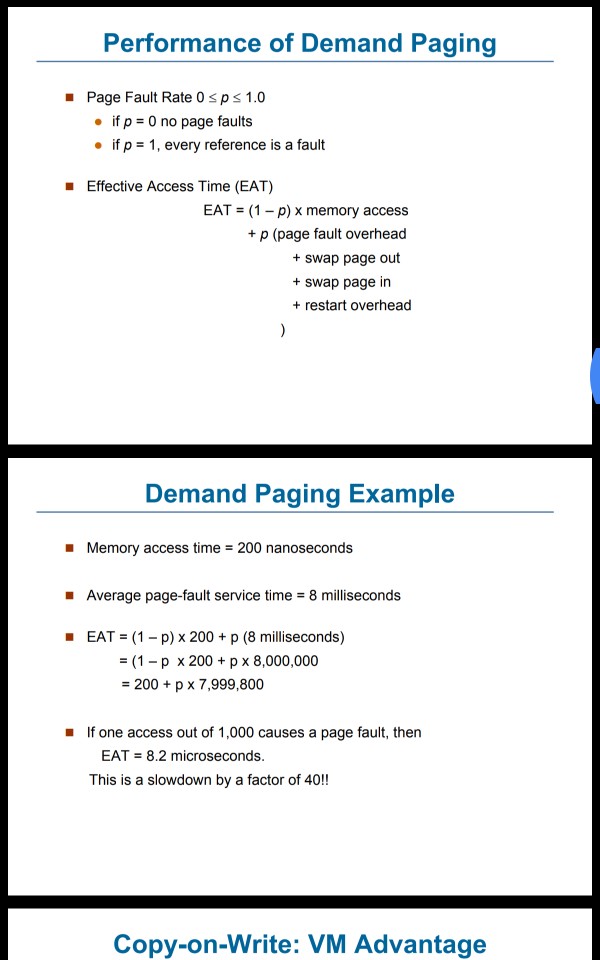 Performance of Demand Paging
Page Fault Rate 0 ≤ p ≤ 1.0
if p = 0 no page faults
if p = 1, every reference is a fault
Effective Access Time (EAT)
EAT = (1 – p) x memory access
+ p (page fault overhead
+ swap page out
+ swap page in
+ restart overhead
)
Demand Paging Example
Memory access time = 200 nanoseconds
Average page-fault service time = 8 milliseconds
EAT = (1 – p) x 200 + p (8 milliseconds)
= (1 – p x 200 + p x 8,000,000
= 200 + p x 7,999,800
If one access out of 1,000 causes a page fault, then
EAT = 8.2 microseconds.
This is a slowdown by a factor of 40!!
Copy-on-Write: VM Advantage